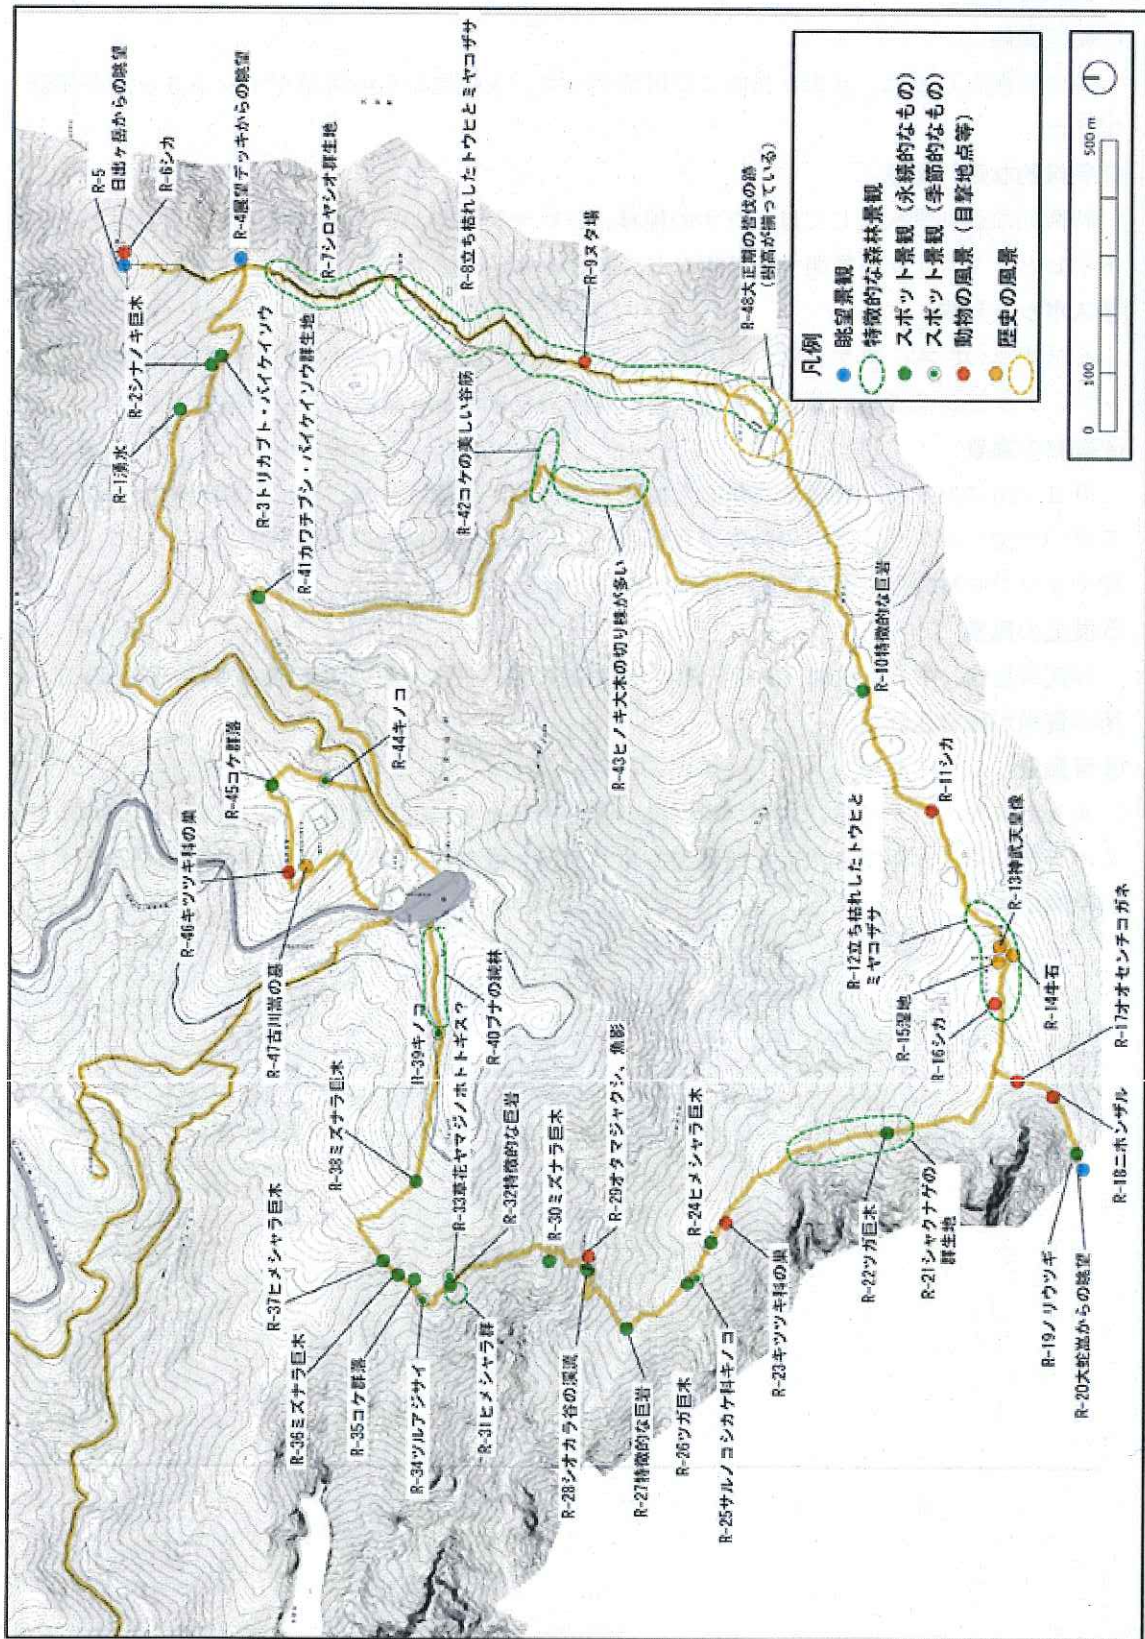 R-5
日出ヶ岳からの眺望
R-6シカ
R-4展望デッキからの眺望
R-2シナノキ巨木
R-1湧水
R-3トリカブト・バイケイソウ
R-7シロヤシオ群生地
R-41カワチブシ・バイケイソウ群生地
R-8立ち枯れしたトウヒとミヤコザサ
R-9ヌタ場
R-42コケの美しい谷筋
R-48大正期の皆伐の跡
(樹高が揃っている)
R-43ヒノキ大木の切り株が多い
R-10特徴的な巨岩
R-44キノコ
R-45コケ群落
R-46キツツキ科の巣
R-47古川嵩の墓
R-11シカ
R-12立ち枯れしたトウヒと
ミヤコザサ
R-13神武天皇像
R-14牛石
R-15湿地
R-16シカ
R-17オオセンチコガネ
R-18ニホンザル
R-19ノリウツギ
R-20大蛇嵓からの眺望
R-21シャクナゲの
群生地
R-22ツガ巨木
R-23キツツキ科の巣
R-24ヒメシャラ巨木
R-25サルノコシカケ科キノコ
R-26ツガ巨木
R-27特徴的な巨岩
R-28シオカラ谷の渓流
R-29オタマジャクシ、魚影
R-30ミズナラ巨木
R-31ヒメシャラ群
R-32特徴的な巨岩
R-33草花ヤマジノホトトギス?
R-34ツルアジサイ
R-35コケ群落
R-36ミズナラ巨木
R-37ヒメシャラ巨木
R-38ミズナラ巨木
R-39キノコ
R-40ブナの純林
凡例
眺望景観
特徴的な森林景観
スポット景観(永続的なもの)
スポット景観(季節的なもの)
動物の風景(目撃地点等)
歴史の風景
0 100 500 m